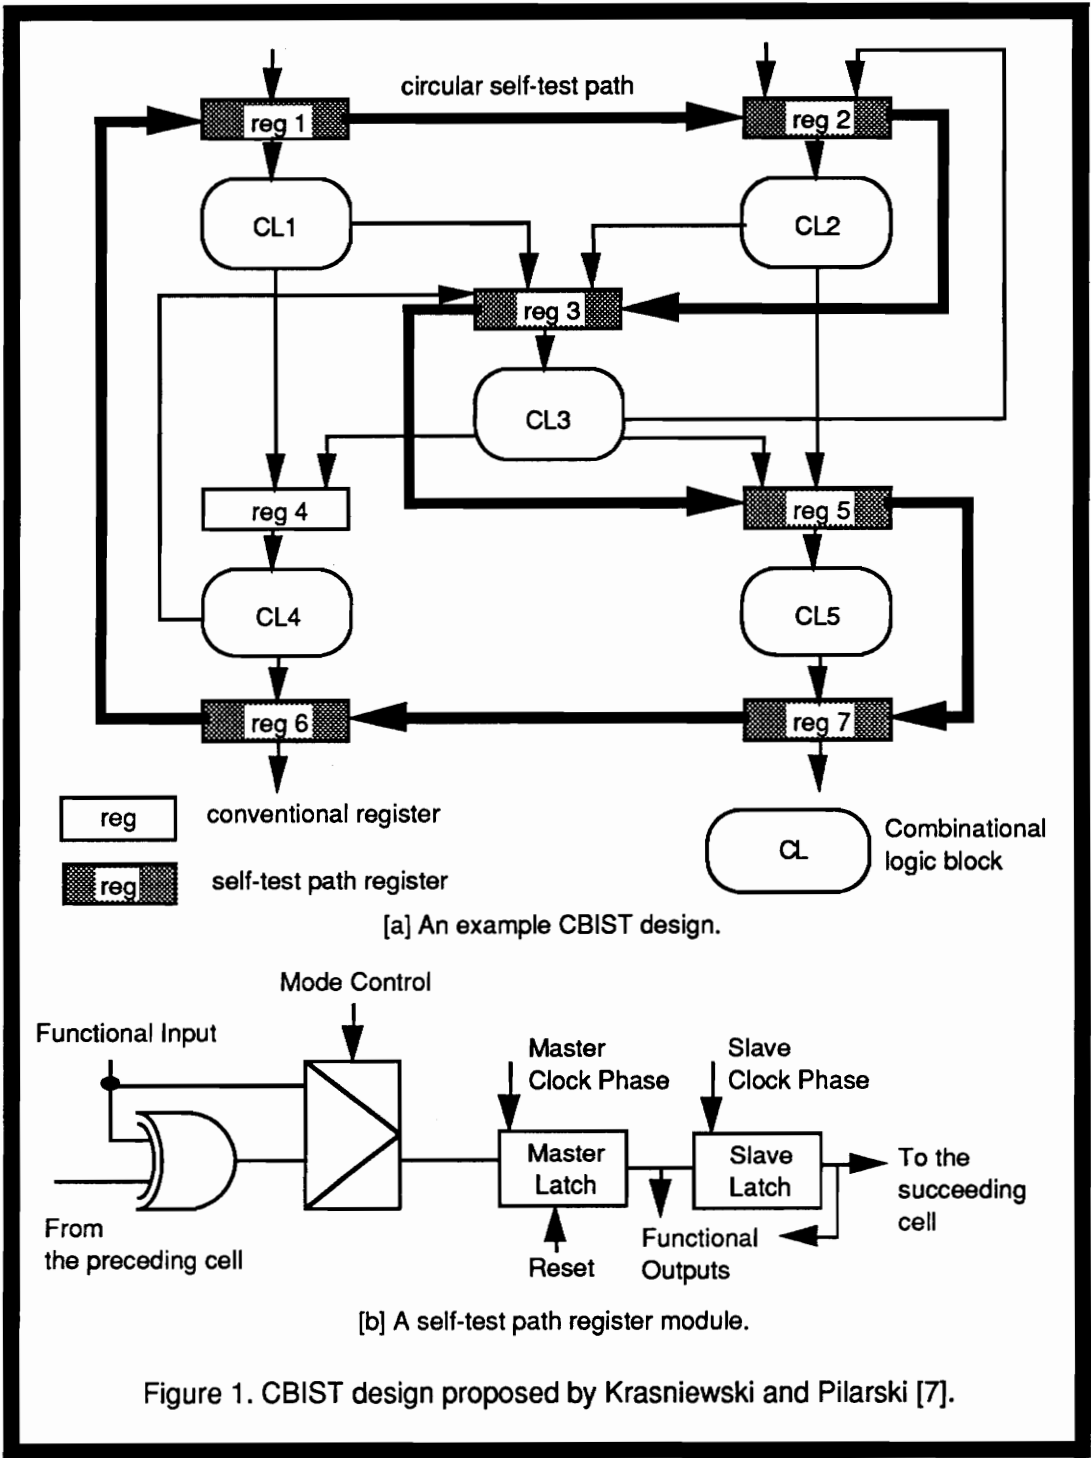 circular self-test path
reg 1
reg 2
CL1
CL2
reg 3
CL3
reg 4
reg 5
CL4
CL5
reg 6
reg 7
reg
conventional register
CL
Combinational
logic block
reg
self-test path register
[a] An example CBIST design.
Mode Control
Functional Input
Master
Clock Phase
Slave
Clock Phase
Master
Latch
Slave
Latch
To the
succeeding
cell
From
the preceding cell
Reset
Functional
Outputs
[b] A self-test path register module.
Figure 1. CBIST design proposed by Krasniewski and Pilarski [7].